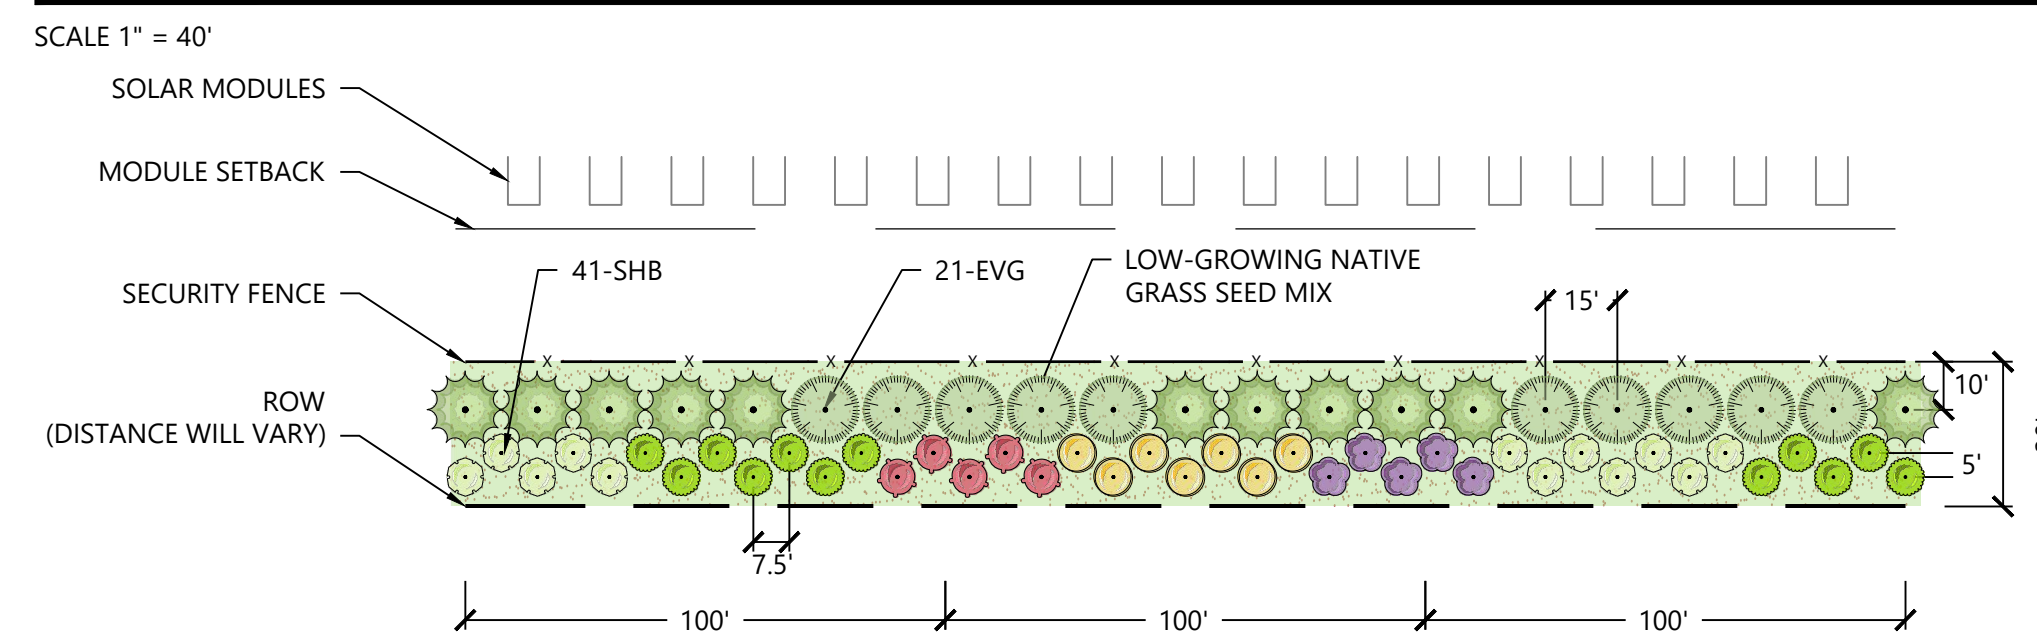 SCALE 1" = 40'
SOLAR MODULES
MODULE SETBACK
41-SHB
21-EVG
LOW-GROWING NATIVE
GRASS SEED MIX
SECURITY FENCE
15'
X X X X X X X X X X
10'
ROW
(DISTANCE WILL VARY)
5'
7.5'
100' 100' 100'